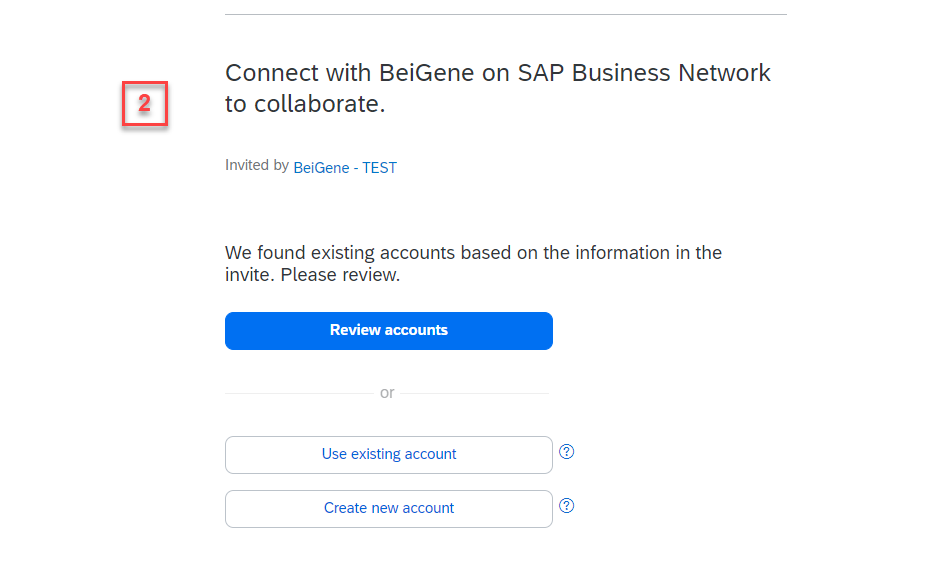 Connect with BeiGene on SAP Business Network
to collaborate.
2
Invited by BeiGene - TEST
We found existing accounts based on the information in the
invite. Please review.
Review accounts
or
Use existing account ?
Create new account ?